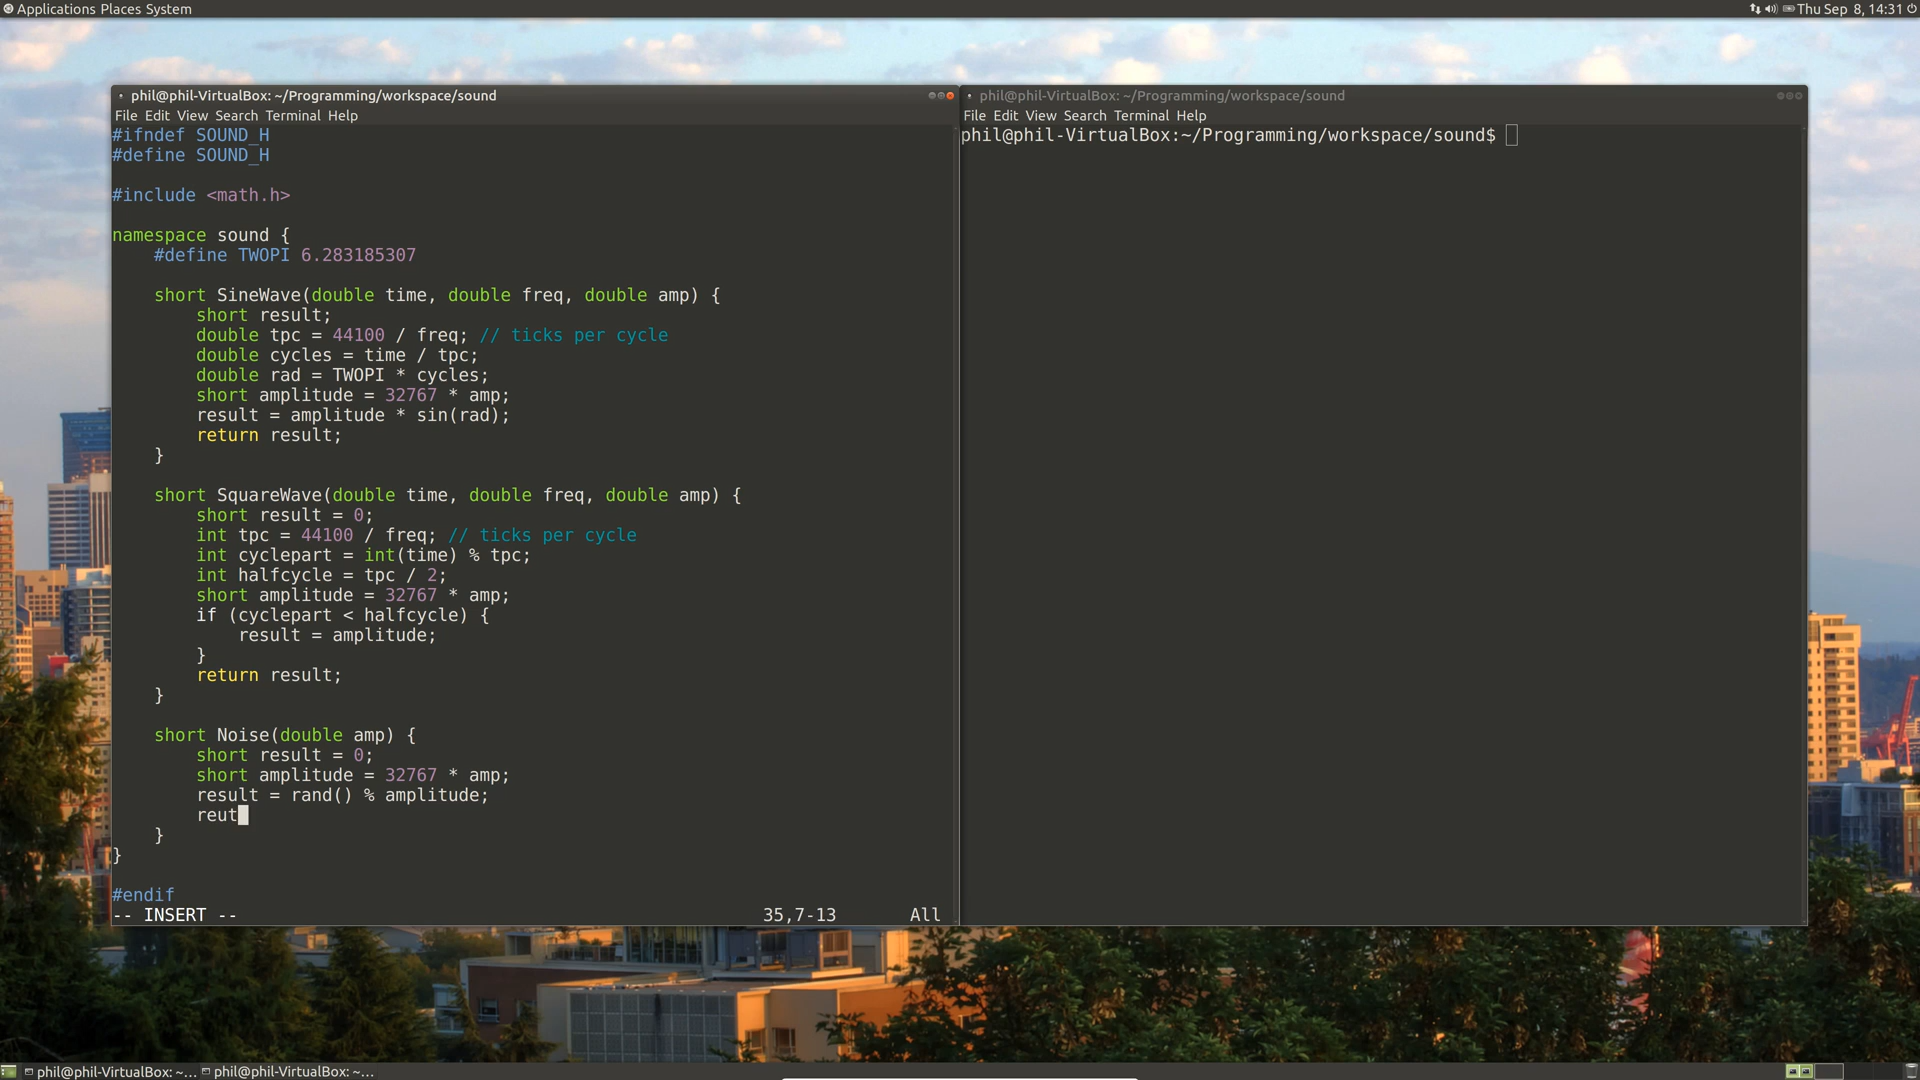 Applications Places System
Thu Sep 8, 14:31
phil@phil-VirtualBox: ~/Programming/workspace/sound
File Edit View Search Terminal Help
#ifndef SOUND_H
#define SOUND_H
#include <math.h>
namespace sound {
#define TWOPI 6.283185307
short SineWave(double time, double freq, double amp) {
short result;
double tpc = 44100 / freq; // ticks per cycle
double cycles = time / tpc;
double rad = TWOPI * cycles;
short amplitude = 32767 * amp;
result = amplitude * sin(rad);
return result;
}
short SquareWave(double time, double freq, double amp) {
short result = 0;
int tpc = 44100 / freq; // ticks per cycle
int cyclepart = int(time) % tpc;
int halfcycle = tpc / 2;
short amplitude = 32767 * amp;
if (cyclepart < halfcycle) {
result = amplitude;
}
return result;
}
short Noise(double amp) {
short result = 0;
short amplitude = 32767 * amp;
result = rand() % amplitude;
reut
}
}
#endif
-- INSERT -- 35,7-13 All
phil@phil-VirtualBox: ~/Programming/workspace/sound
File Edit View Search Terminal Help
phil@phil-VirtualBox:~/Programming/workspace/sound$
phil@phil-VirtualBox: ~...
phil@phil-VirtualBox: ~...